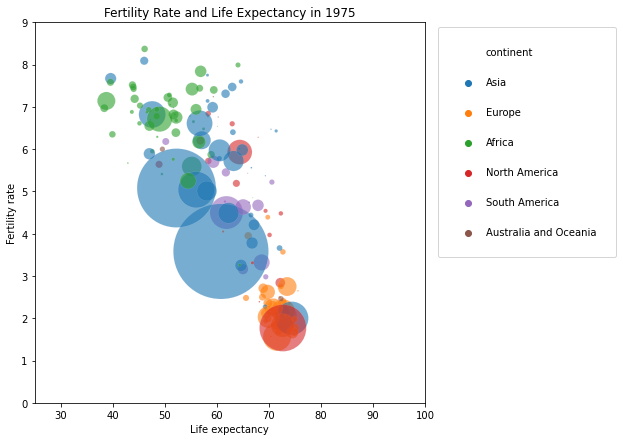 Fertility Rate and Life Expectancy in 1975
9
8
7
6
5
4
3
2
1
0
Fertility rate
30 40 50 60 70 80 90 100
Life expectancy
continent
Asia
Europe
Africa
North America
South America
Australia and Oceania